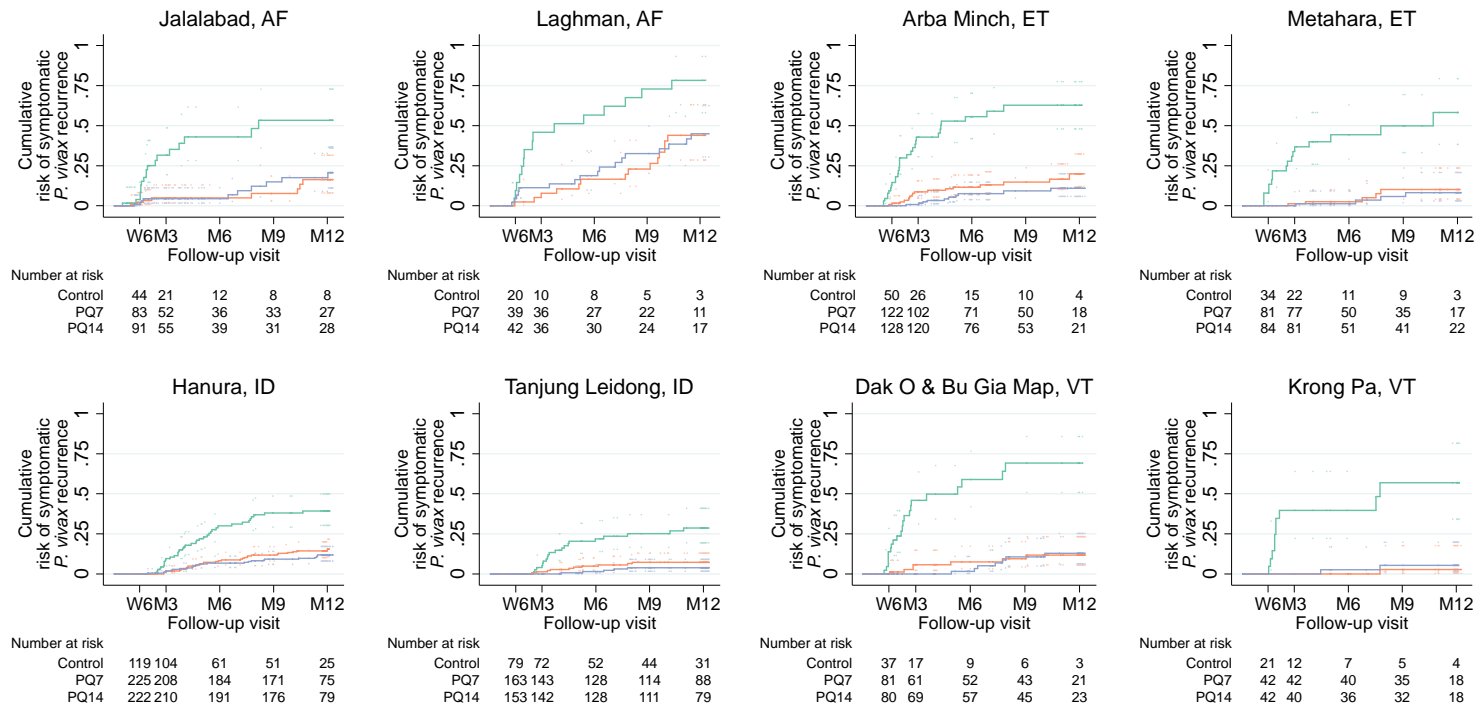 Jalalabad, AF
Cumulative
risk of symptomatic
P. vivax recurrence
0 .25 .5 .75 1
W6 M3 M6 M9 M12
Follow-up visit
Number at risk
Control 44 21 12 8 8
PQ7 83 52 36 33 27
PQ14 91 55 39 31 28
Laghman, AF
Cumulative
risk of symptomatic
P. vivax recurrence
0 .25 .5 .75 1
W6 M3 M6 M9 M12
Follow-up visit
Number at risk
Control 20 10 8 5 3
PQ7 39 36 27 22 11
PQ14 42 36 30 24 17
Arba Minch, ET
Cumulative
risk of symptomatic
P. vivax recurrence
0 .25 .5 .75 1
W6 M3 M6 M9 M12
Follow-up visit
Number at risk
Control 50 26 15 10 4
PQ7 122 102 71 50 18
PQ14 128 120 76 53 21
Metahara, ET
Cumulative
risk of symptomatic
P. vivax recurrence
0 .25 .5 .75 1
W6 M3 M6 M9 M12
Follow-up visit
Number at risk
Control 34 22 11 9 3
PQ7 81 77 50 35 17
PQ14 84 81 51 41 22
Hanura, ID
Cumulative
risk of symptomatic
P. vivax recurrence
0 .25 .5 .75 1
W6 M3 M6 M9 M12
Follow-up visit
Number at risk
Control 119 104 61 51 25
PQ7 225 208 184 171 75
PQ14 222 210 191 176 79
Tanjung Leidong, ID
Cumulative
risk of symptomatic
P. vivax recurrence
0 .25 .5 .75 1
W6 M3 M6 M9 M12
Follow-up visit
Number at risk
Control 79 72 52 44 31
PQ7 163 143 128 114 88
PQ14 153 142 128 111 79
Dak O & Bu Gia Map, VT
Cumulative
risk of symptomatic
P. vivax recurrence
0 .25 .5 .75 1
W6 M3 M6 M9 M12
Follow-up visit
Number at risk
Control 37 17 9 6 3
PQ7 81 61 52 43 21
PQ14 80 69 57 45 23
Krong Pa, VT
Cumulative
risk of symptomatic
P. vivax recurrence
0 .25 .5 .75 1
W6 M3 M6 M9 M12
Follow-up visit
Number at risk
Control 21 12 7 5 4
PQ7 42 42 40 35 18
PQ14 42 40 36 32 18